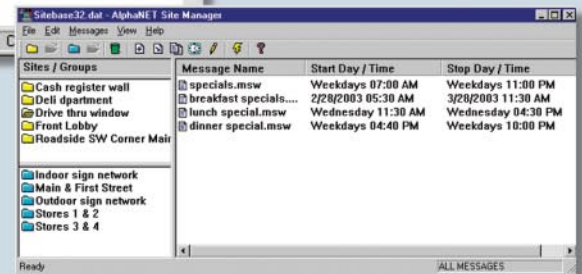 Sitebase32.dat - AlphaNET Site Manager
File Edit Messages View Help
Sites / Groups
Cash register wall
Deli dpartment
Drive thru window
Front Lobby
Roadside SW Corner Main
Indoor sign network
Main & First Street
Outdoor sign network
Stores 1 & 2
Stores 3 & 4
Message Name Start Day / Time Stop Day / Time
specials.msw Weekdays 07:00 AM Weekdays 11:00 PM
breakfast specials.... 2/28/2003 05:30 AM 3/28/2003 11:30 AM
lunch special.msw Wednesday 11:30 AM Wednesday 04:30 PM
dinner special.msw Weekdays 04:40 PM Weekdays 10:00 PM
Ready ALL MESSAGES